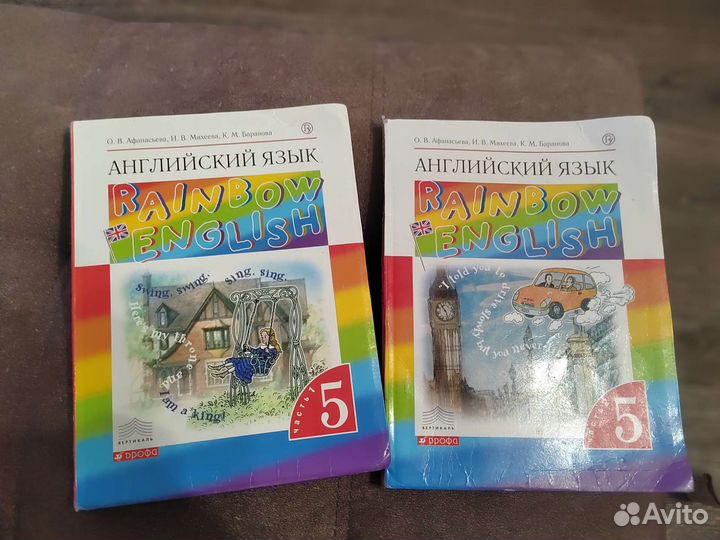 О. В. Афанасьева, И. В. Михеева, К. М. Баранова
АНГЛИЙСКИЙ ЯЗЫК
RAINBOW
ENGLISH
swing, swing,
sing, sing,
Here's my throne
and
I am a king!
часть 1
5
ВЕРТИКАЛЬ
дрофа
О. В. Афанасьева, И. В. Михеева, К. М. Баранова
АНГЛИЙСКИЙ ЯЗЫК
RAINBOW
ENGLISH
"I told you to
drive slowly,
you never
часть
5
ВЕРТИКАЛЬ
дрофа
Avito